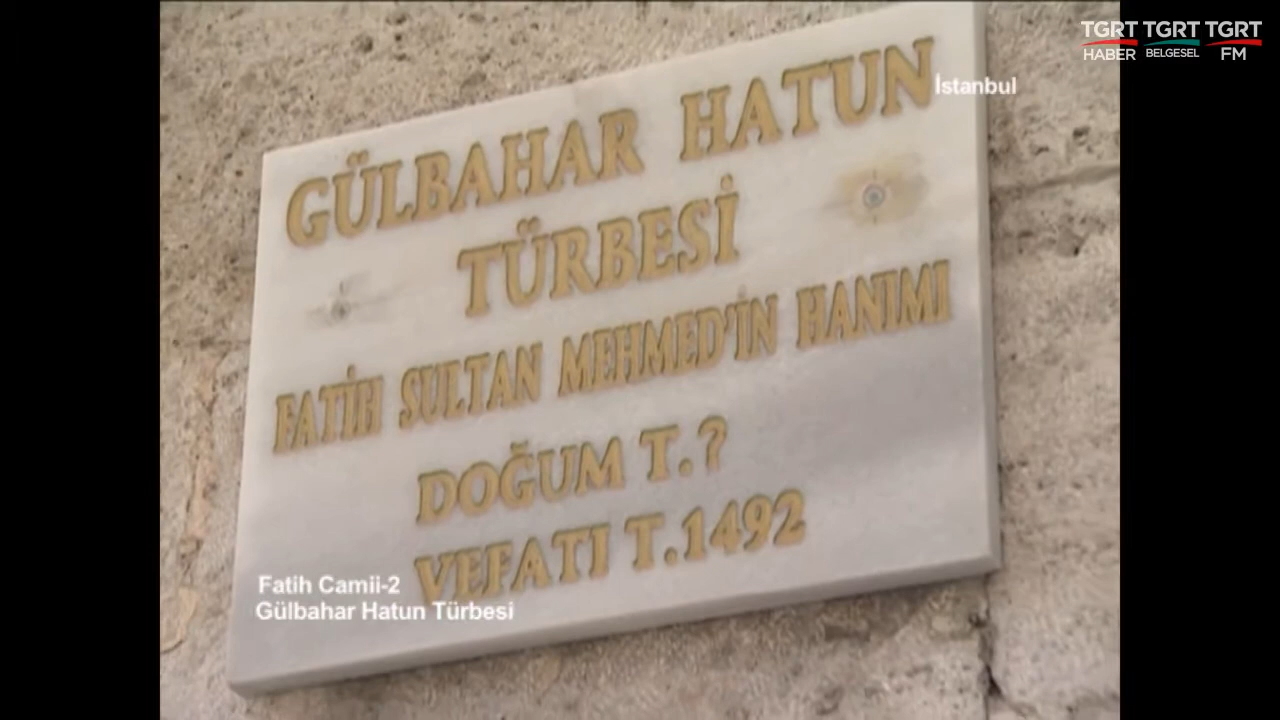 TGRT TGRT TGRT
HABER BELGESEL FM
İstanbul
GÜLBAHAR HATUN
TÜRBESİ
FATİH SULTAN MEHMED'İN HANIMI
DOĞUM T.?
VEFATI T.1492
Fatih Camii-2
Gülbahar Hatun Türbesi